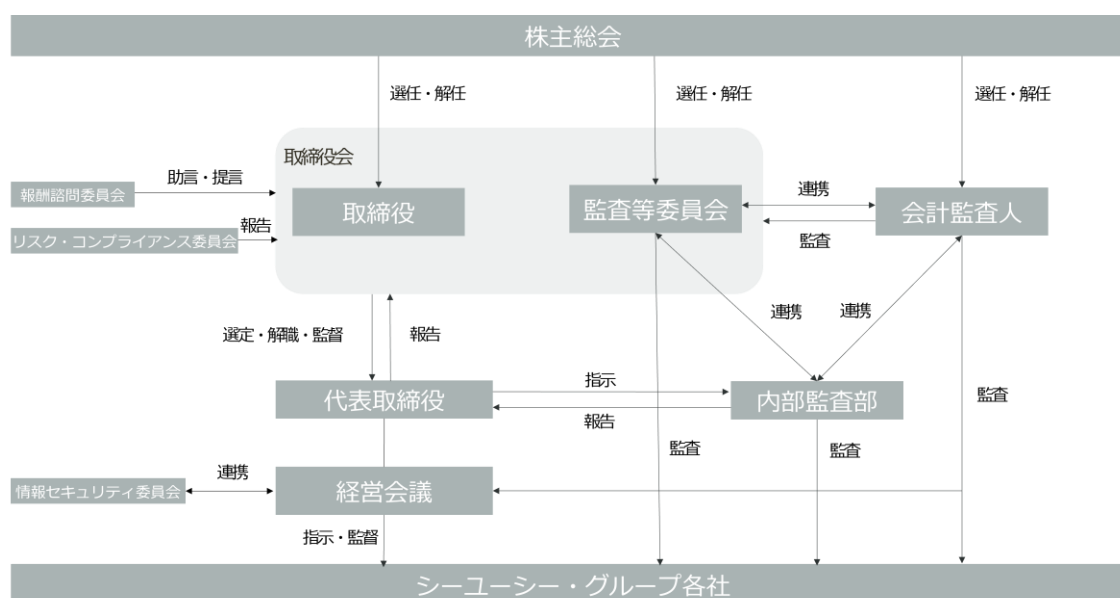 株主総会
選任・解任
選任・解任
選任・解任
取締役会
助言・提言
報酬諮問委員会
取締役
監査等委員会
連携
会計監査人
報告
リスク・コンプライアンス委員会
監査
選定・解職・監督
報告
連携
連携
代表取締役
指示
報告
内部監査部
監査
監査
監査
連携
情報セキュリティ委員会
経営会議
指示・監督
シーユーシー・グループ各社